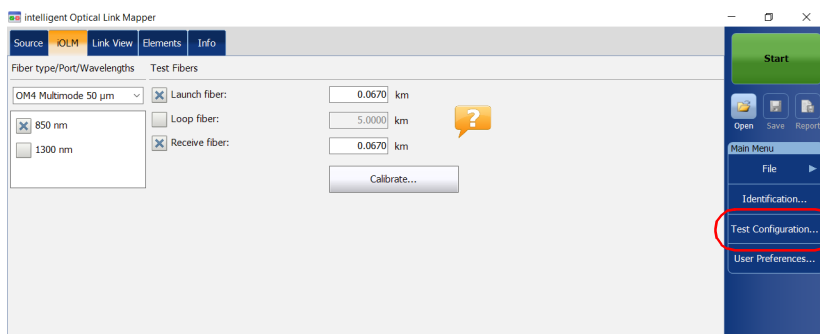 intelligent Optical Link Mapper
Source iOLM Link View Elements Info
Fiber type/Port/Wavelengths Test Fibers
OM4 Multimode 50 µm
850 nm
1300 nm
Launch fiber: 0.0670 km
Loop fiber: 5.0000 km
Receive fiber: 0.0670 km
?
Calibrate...
Start
Open Save Report
Main Menu
File
Identification...
Test Configuration...
User Preferences...